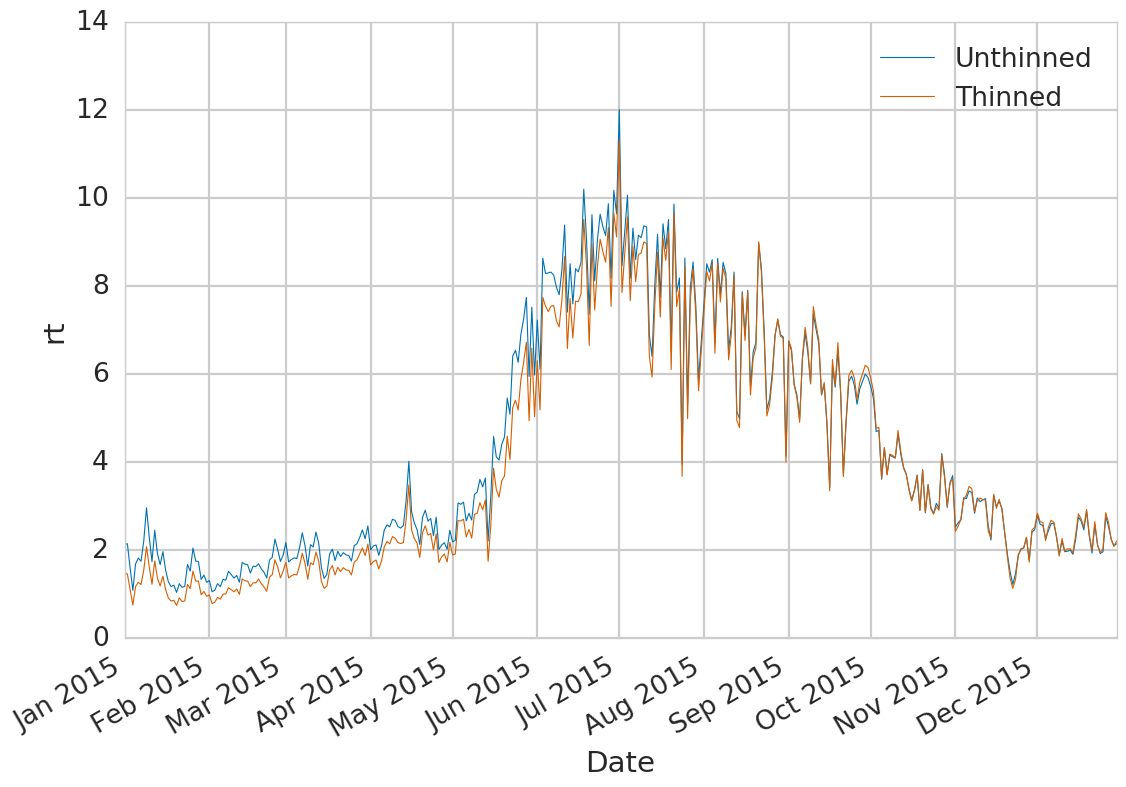 14
12
10
8
6
4
2
0
rt
Unthinned
Thinned
Jan 2015
Feb 2015
Mar 2015
Apr 2015
May 2015
Jun 2015
Jul 2015
Aug 2015
Sep 2015
Oct 2015
Nov 2015
Dec 2015
Date